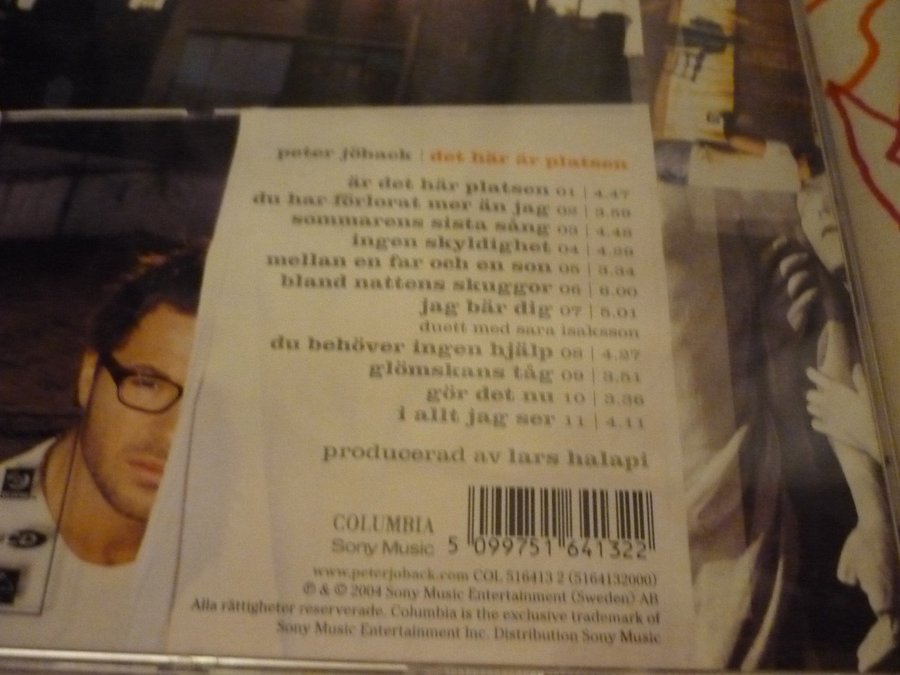 peter jöback | det här är platsen
är det här platsen 01 | 4.47
du har förlorat mer än jag 02 | 3.59
sommarens sista sång 03 | 4.48
ingen skyldighet 04 | 4.29
mellan en far och en son 05 | 3.34
bland nattens skuggor 06 | 6.00
jag bär dig 07 | 5.01
duett med sara isaksson
du behöver ingen hjälp 08 | 4.27
glömskans tåg 09 | 3.51
gör det nu 10 | 3.36
i allt jag ser 11 | 4.11
producerad av lars halapi
COLUMBIA
Sony Music
5 099751 641322
www.peterjoback.com COL 516413 2 (5164132000)
℗ & © 2004 Sony Music Entertainment (Sweden) AB
Alla rättigheter reserverade. Columbia is the exclusive trademark of
Sony Music Entertainment Inc. Distribution Sony Music